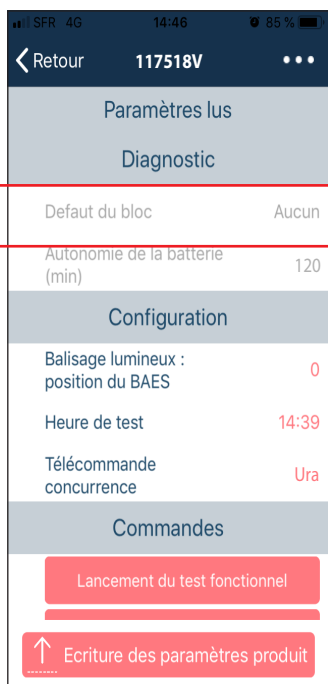 SFR 4G 14:46 85 %
Retour 117518V
Paramètres lus
Diagnostic
Defaut du bloc Aucun
Autonomie de la batterie
(min) 120
Configuration
Balisage lumineux :
position du BAES 0
Heure de test 14:39
Télécommande
concurrence Ura
Commandes
Lancement du test fonctionnel
Ecriture des paramètres produit